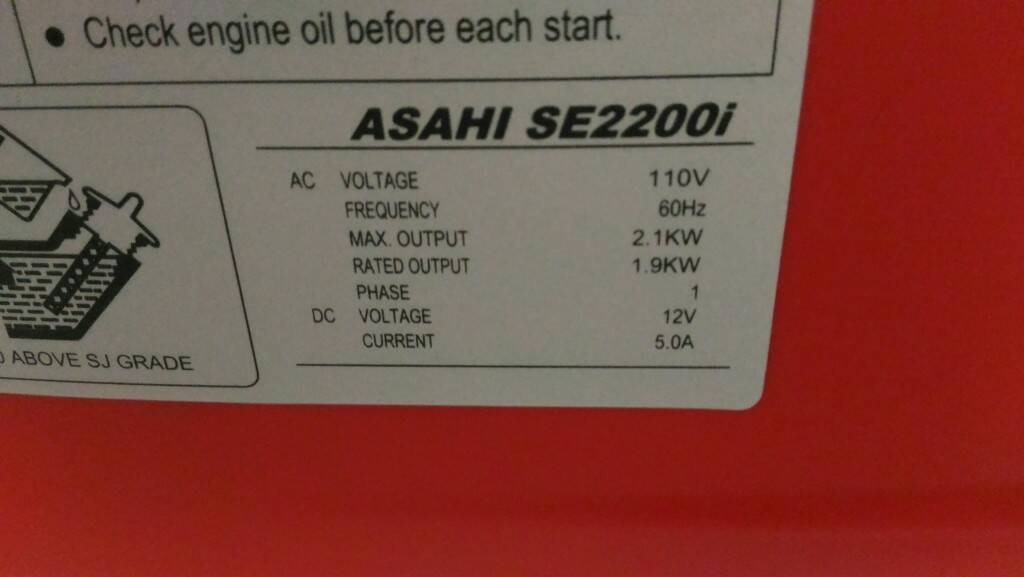 ● Check engine oil before each start.
ASAHI SE2200i
AC VOLTAGE 110V
FREQUENCY 60Hz
MAX. OUTPUT 2.1KW
RATED OUTPUT 1.9KW
PHASE 1
DC VOLTAGE 12V
CURRENT 5.0A
ABOVE SJ GRADE